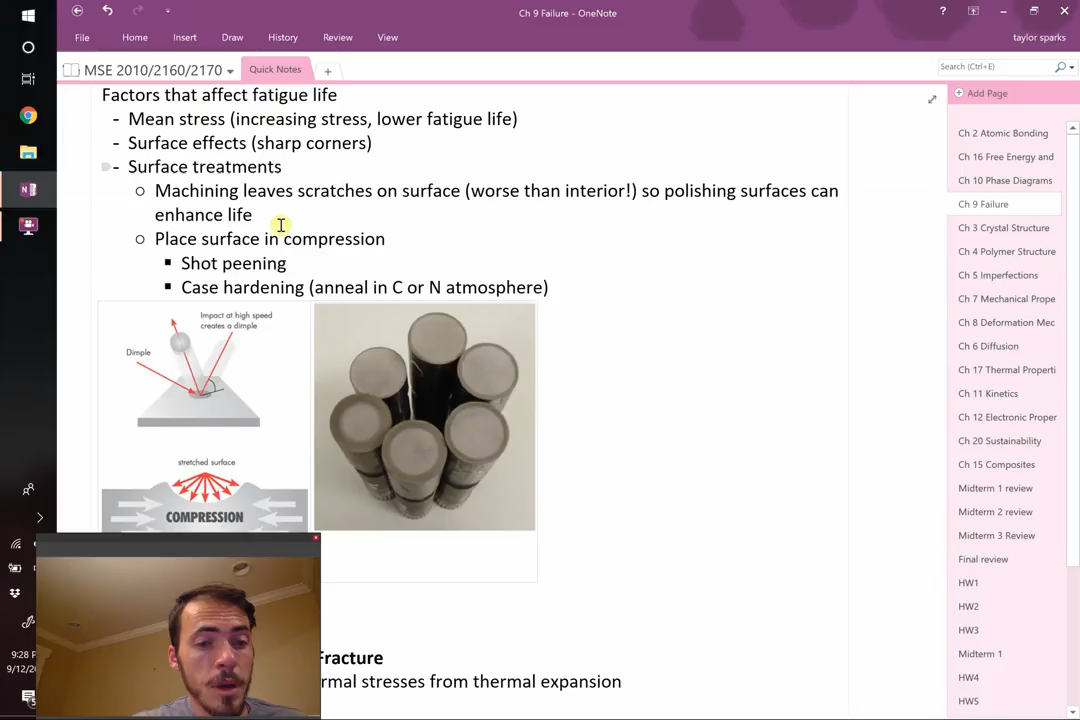 Ch 9 Failure - OneNote
?
File
Home
Insert
Draw
History
Review
View
taylor sparks
MSE 2010/2160/2170
Quick Notes
+
Search (Ctrl+E)
Factors that affect fatigue life
- Mean stress (increasing stress, lower fatigue life)
- Surface effects (sharp corners)
- Surface treatments
o Machining leaves scratches on surface (worse than interior!) so polishing surfaces can
enhance life
o Place surface in compression
▪ Shot peening
▪ Case hardening (anneal in C or N atmosphere)
Impact at high speed
creates a dimple
Dimple
stretched surface
COMPRESSION
Fracture
rmal stresses from thermal expansion
Add Page
Ch 2 Atomic Bonding
Ch 16 Free Energy and
Ch 10 Phase Diagrams
Ch 9 Failure
Ch 3 Crystal Structure
Ch 4 Polymer Structure
Ch 5 Imperfections
Ch 7 Mechanical Prope
Ch 8 Deformation Mec
Ch 6 Diffusion
Ch 17 Thermal Properti
Ch 11 Kinetics
Ch 12 Electronic Proper
Ch 20 Sustainability
Ch 15 Composites
Midterm 1 review
Midterm 2 review
Midterm 3 Review
Final review
HW1
HW2
HW3
Midterm 1
HW4
HW5
9:28 P
9/12/20